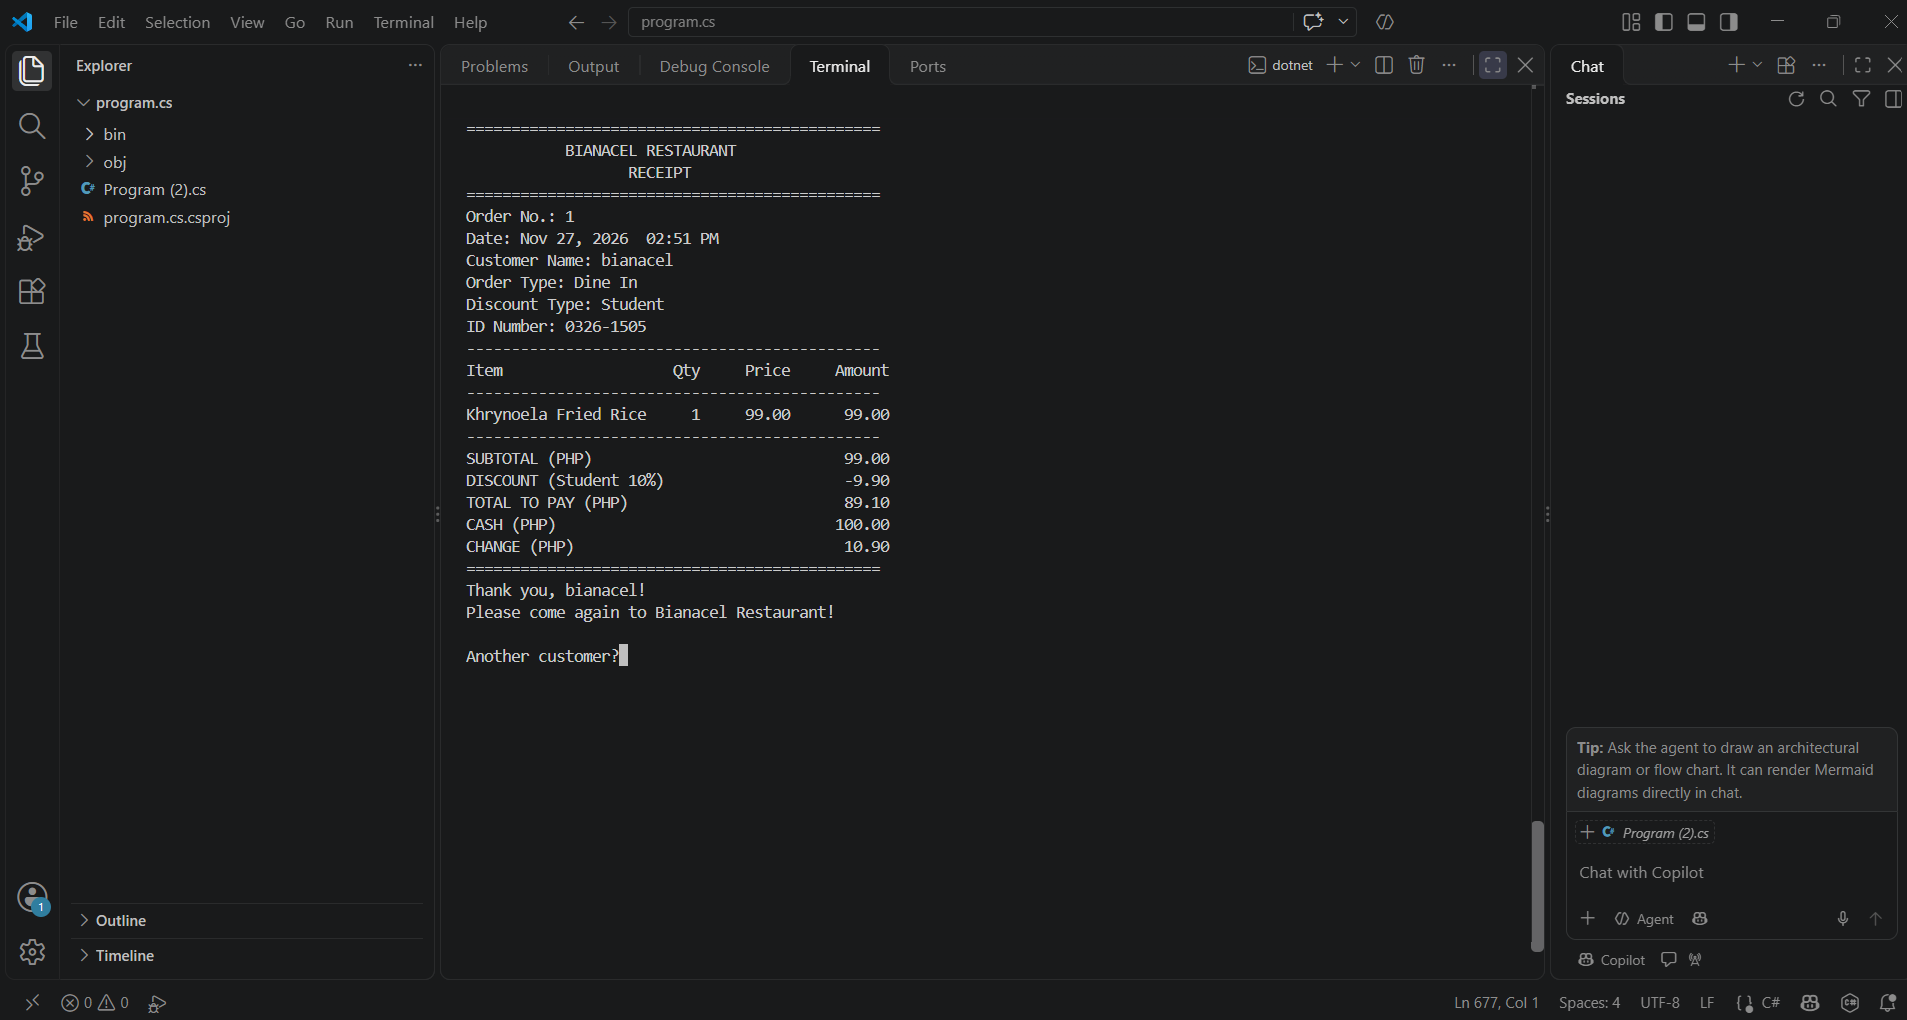 File Edit Selection View Go Run Terminal Help
program.cs
Explorer
program.cs
bin
obj
Program (2).cs
program.cs.csproj
Outline
Timeline
Problems Output Debug Console Terminal Ports
dotnet
==============================================
BIANACEL RESTAURANT
RECEIPT
==============================================
Order No.: 1
Date: Nov 27, 2026  02:51 PM
Customer Name: bianacel
Order Type: Dine In
Discount Type: Student
ID Number: 0326-1505
----------------------------------------------
Item Qty Price Amount
----------------------------------------------
Khrynoela Fried Rice 1 99.00 99.00
----------------------------------------------
SUBTOTAL (PHP) 99.00
DISCOUNT (Student 10%) -9.90
TOTAL TO PAY (PHP) 89.10
CASH (PHP) 100.00
CHANGE (PHP) 10.90
==============================================
Thank you, bianacel!
Please come again to Bianacel Restaurant!
Another customer?
Chat
Sessions
Tip: Ask the agent to draw an architectural
diagram or flow chart. It can render Mermaid
diagrams directly in chat.
Program (2).cs
Chat with Copilot
Agent
Copilot
1
0 0
Ln 677, Col 1 Spaces: 4 UTF-8 LF { } C#